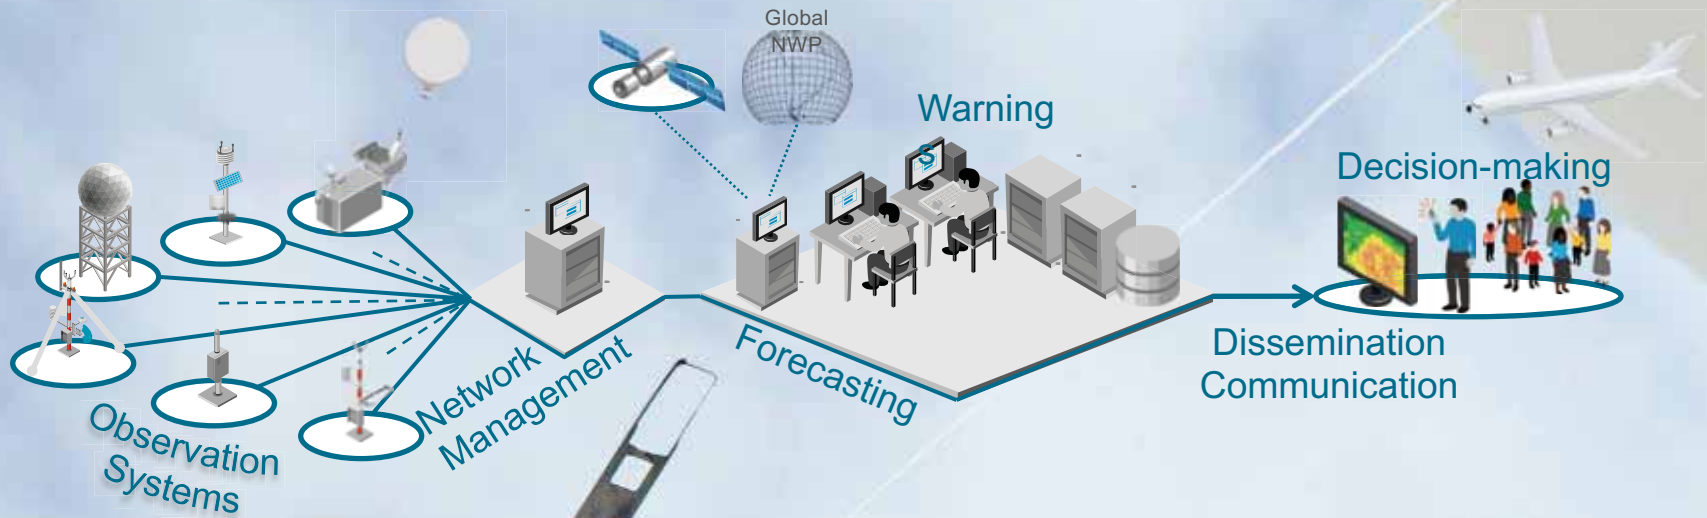 Global
NWP
Warning
s
Decision-making
Observation
Systems
Network
Management
Forecasting
Dissemination
Communication